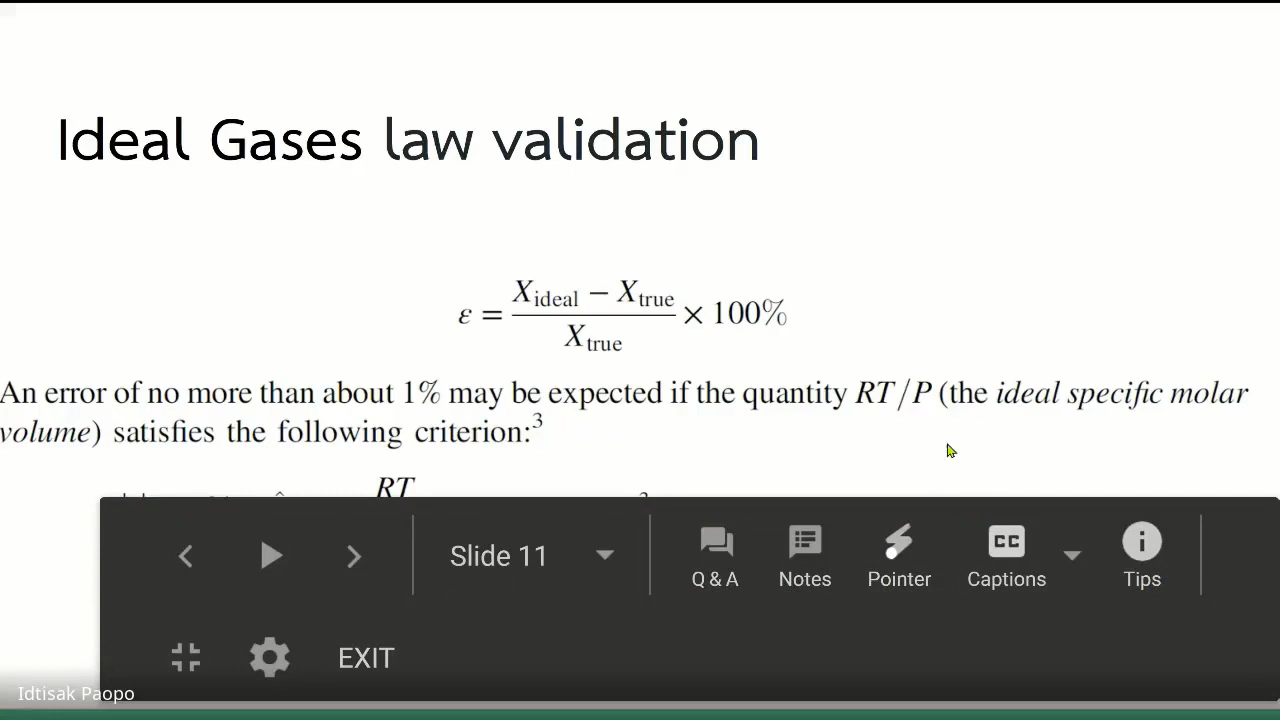 Ideal Gases law validation
ε = (X_ideal − X_true) / X_true × 100%
An error of no more than about 1% may be expected if the quantity RT/P (the ideal specific molar
volume) satisfies the following criterion:³
RT
Slide 11
Q & A
Notes
Pointer
CC
Captions
Tips
EXIT
Idtisak Paopo